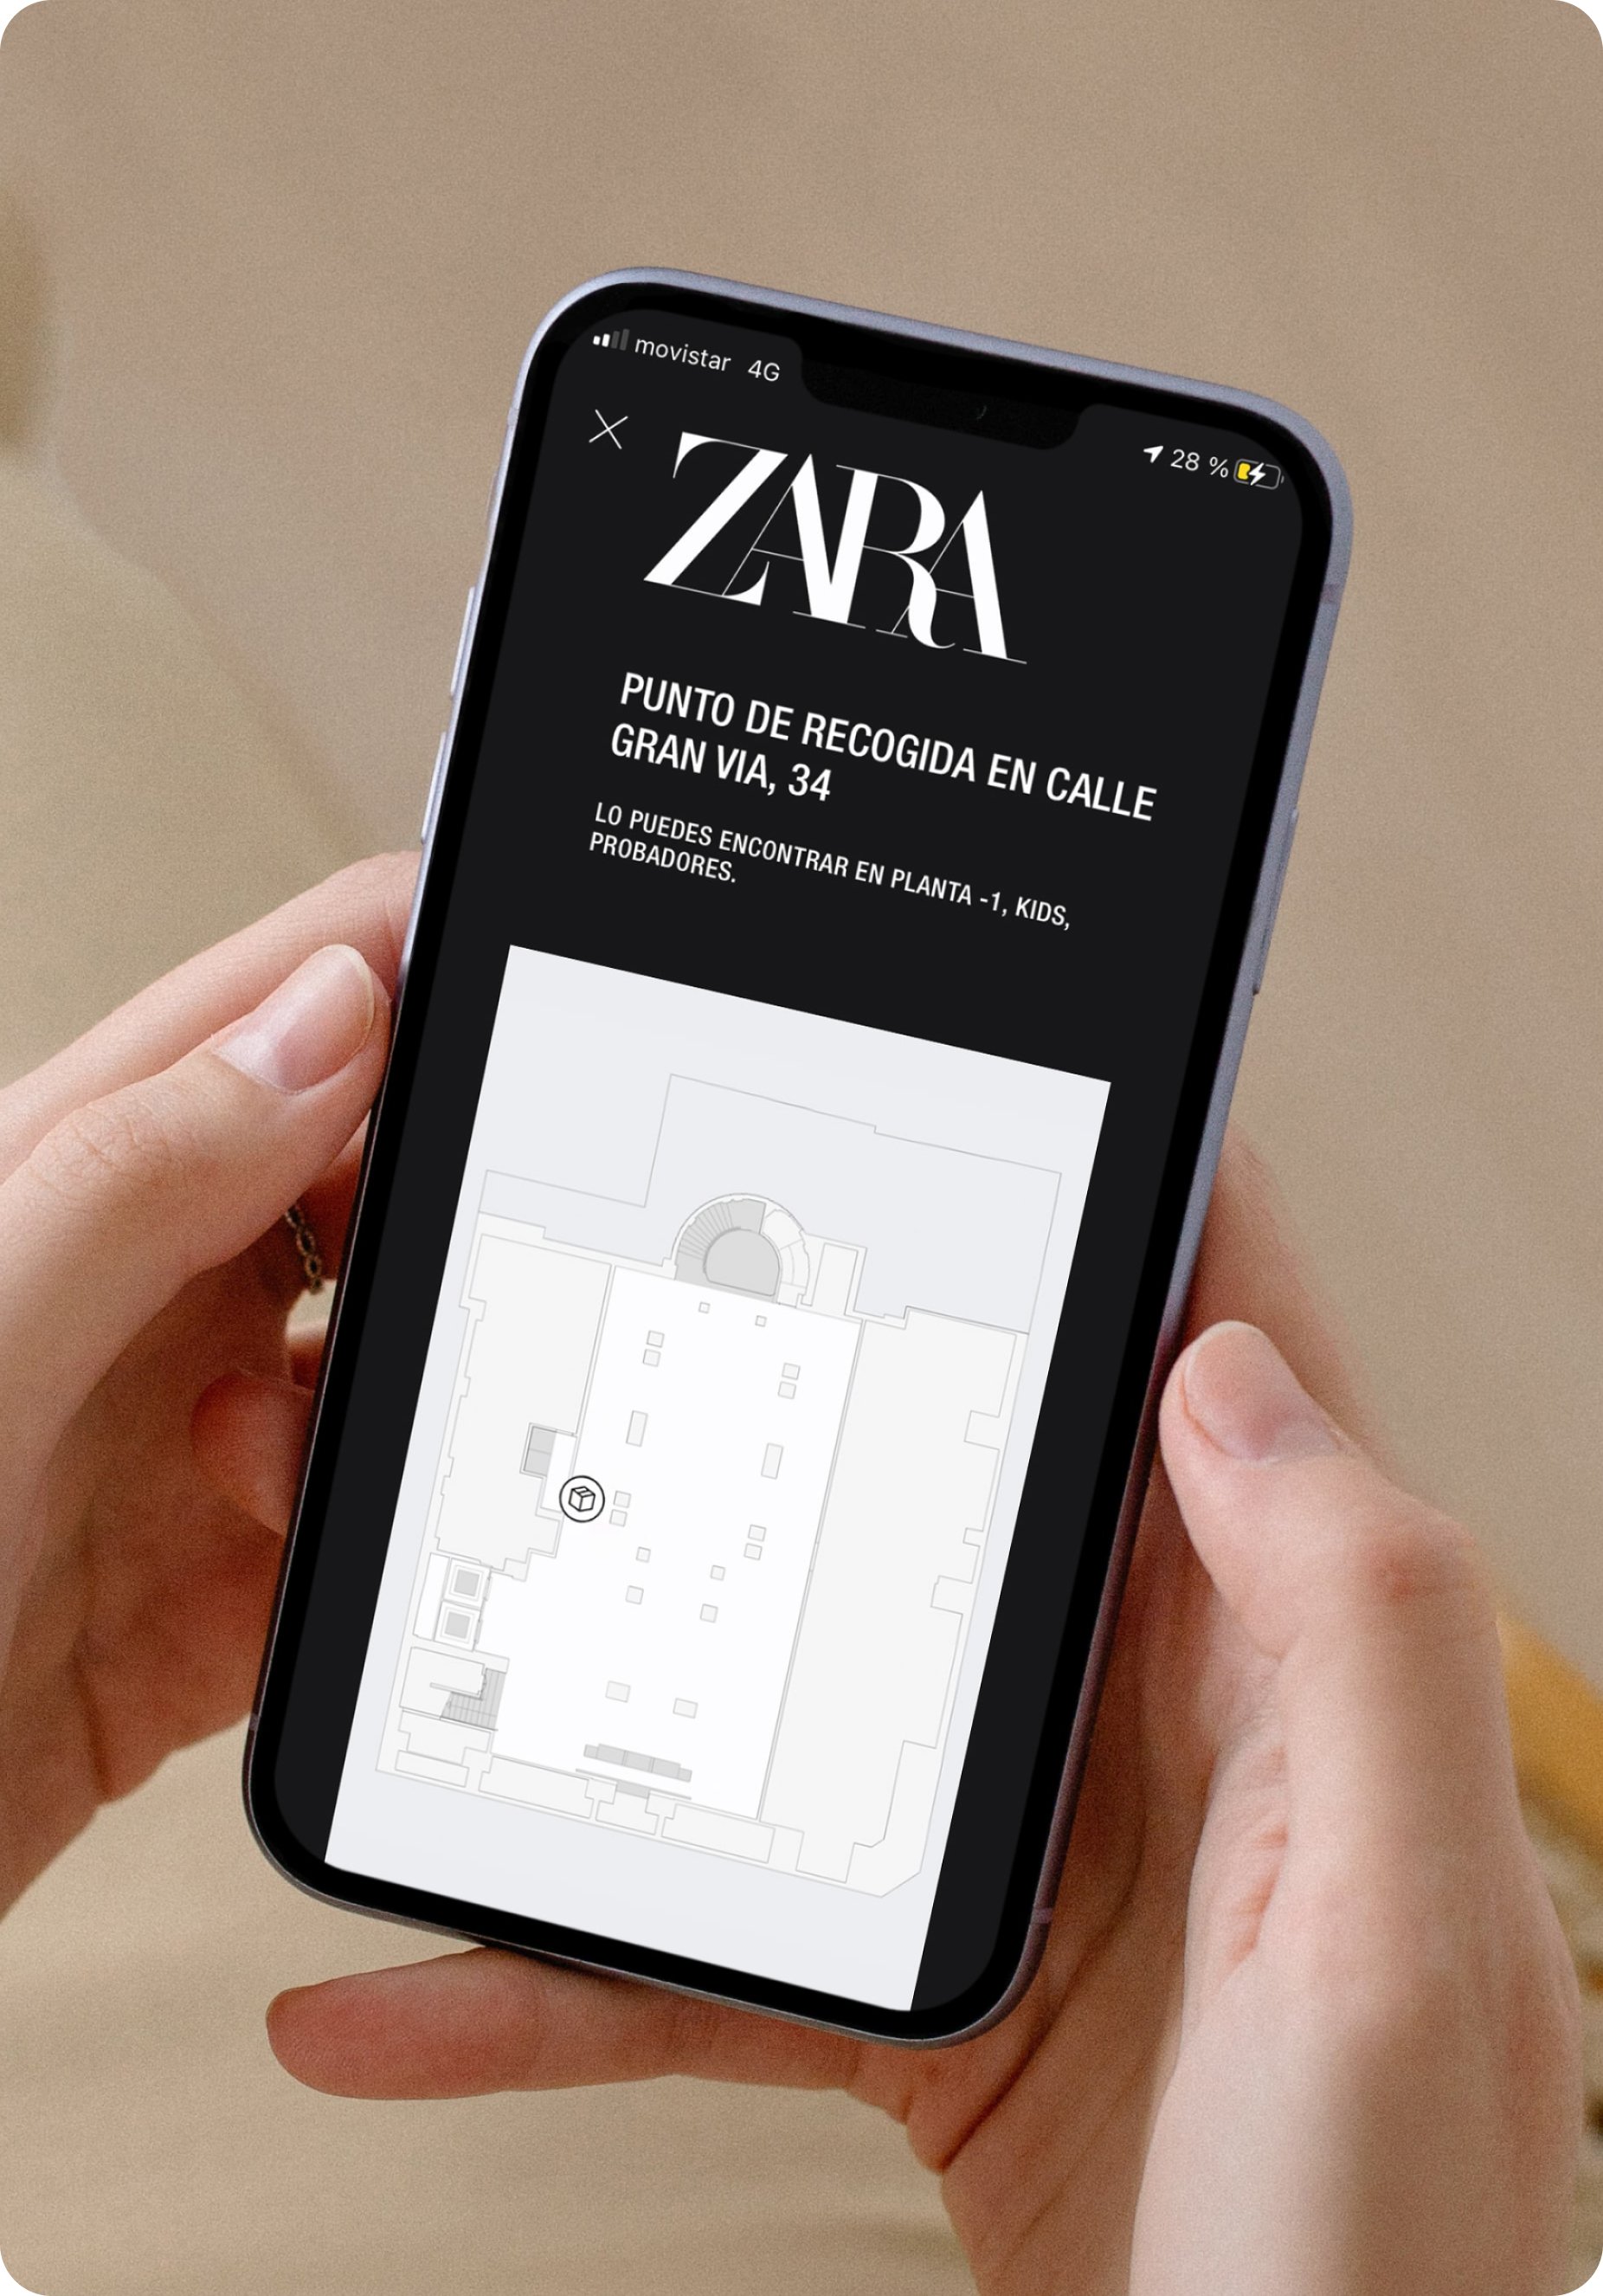 movistar 4G
28 %
ZARA
PUNTO DE RECOGIDA EN CALLE
GRAN VIA, 34
LO PUEDES ENCONTRAR EN PLANTA -1, KIDS,
PROBADORES.